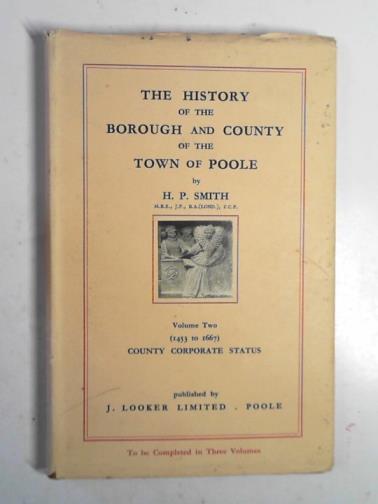 THE HISTORY
OF THE
BOROUGH AND COUNTY
OF THE
TOWN OF POOLE
by
H. P. SMITH
M.B.E., J.P., B.A.(LOND.), F.C.P.
Volume Two
(1453 to 1667)
COUNTY CORPORATE STATUS
published by
J. LOOKER LIMITED . POOLE
To be Completed in Three Volumes